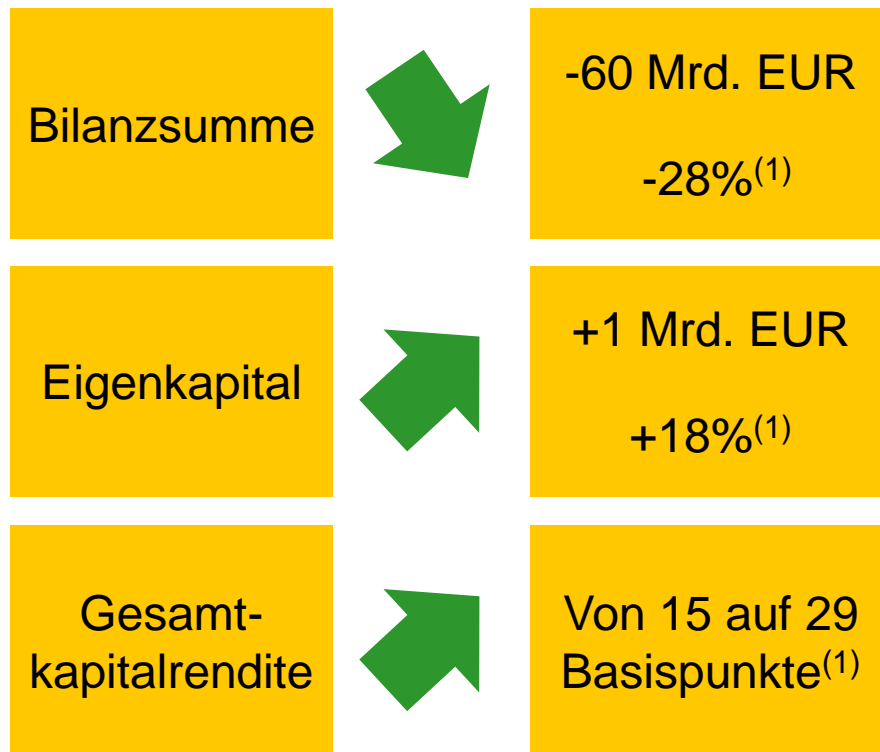 Bilanzsumme
-60 Mrd. EUR
-28%(1)
Eigenkapital
+1 Mrd. EUR
+18%(1)
Gesamt-
kapitalrendite
Von 15 auf 29
Basispunkte(1)